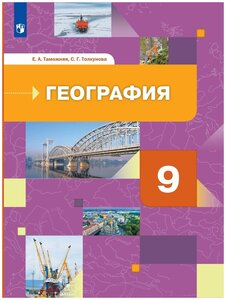 Е. А. Таможняя, С. Г. Толкунова
ГЕОГРАФИЯ
9